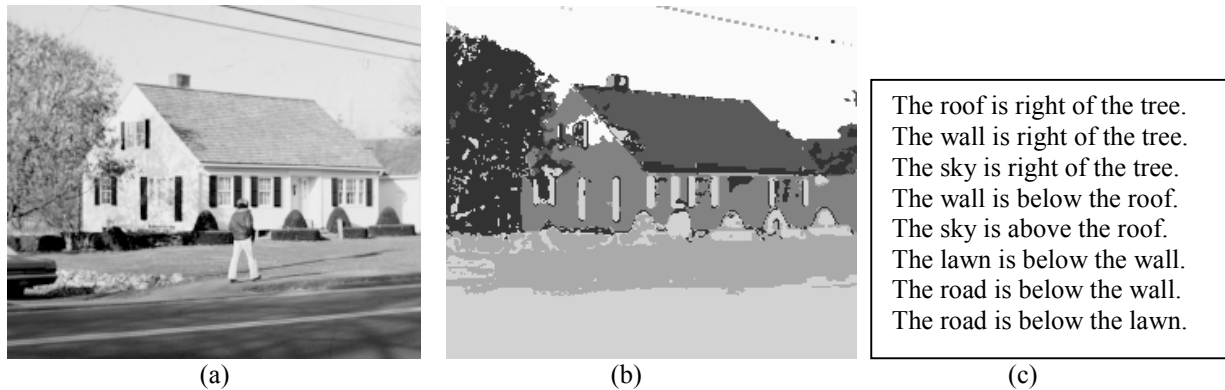 The roof is right of the tree.
The wall is right of the tree.
The sky is right of the tree.
The wall is below the roof.
The sky is above the roof.
The lawn is below the wall.
The road is below the wall.
The road is below the lawn.
(a)
(b)
(c)